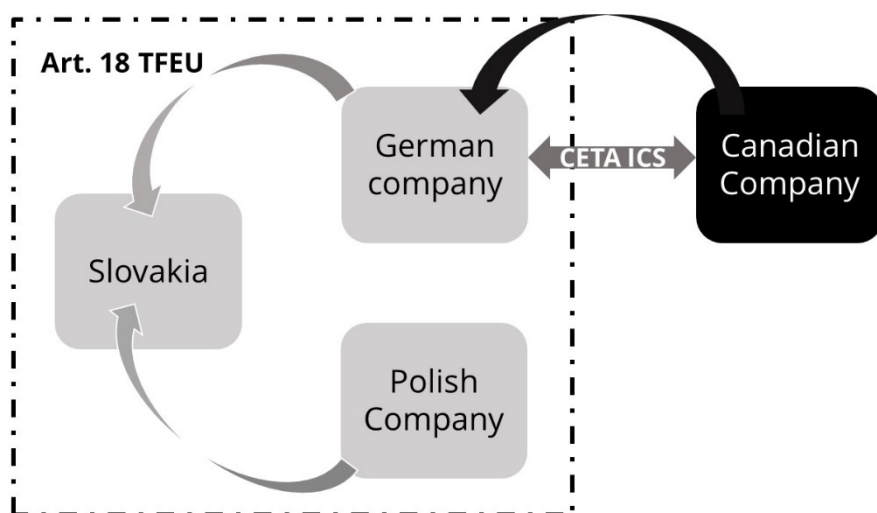 Art. 18 TFEU
German
company
CETA ICS
Canadian
Company
Slovakia
Polish
Company